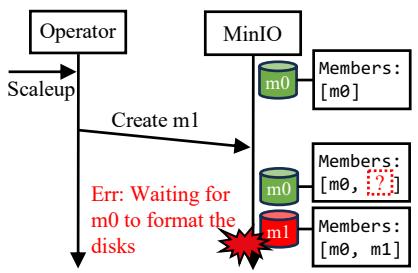 Operator
MinIO
Scaleup
m0
Members:
[m0]
Create m1
m0
Members:
[m0, ?]
Err: Waiting for
m0 to format the
disks
m1
Members:
[m0, m1]